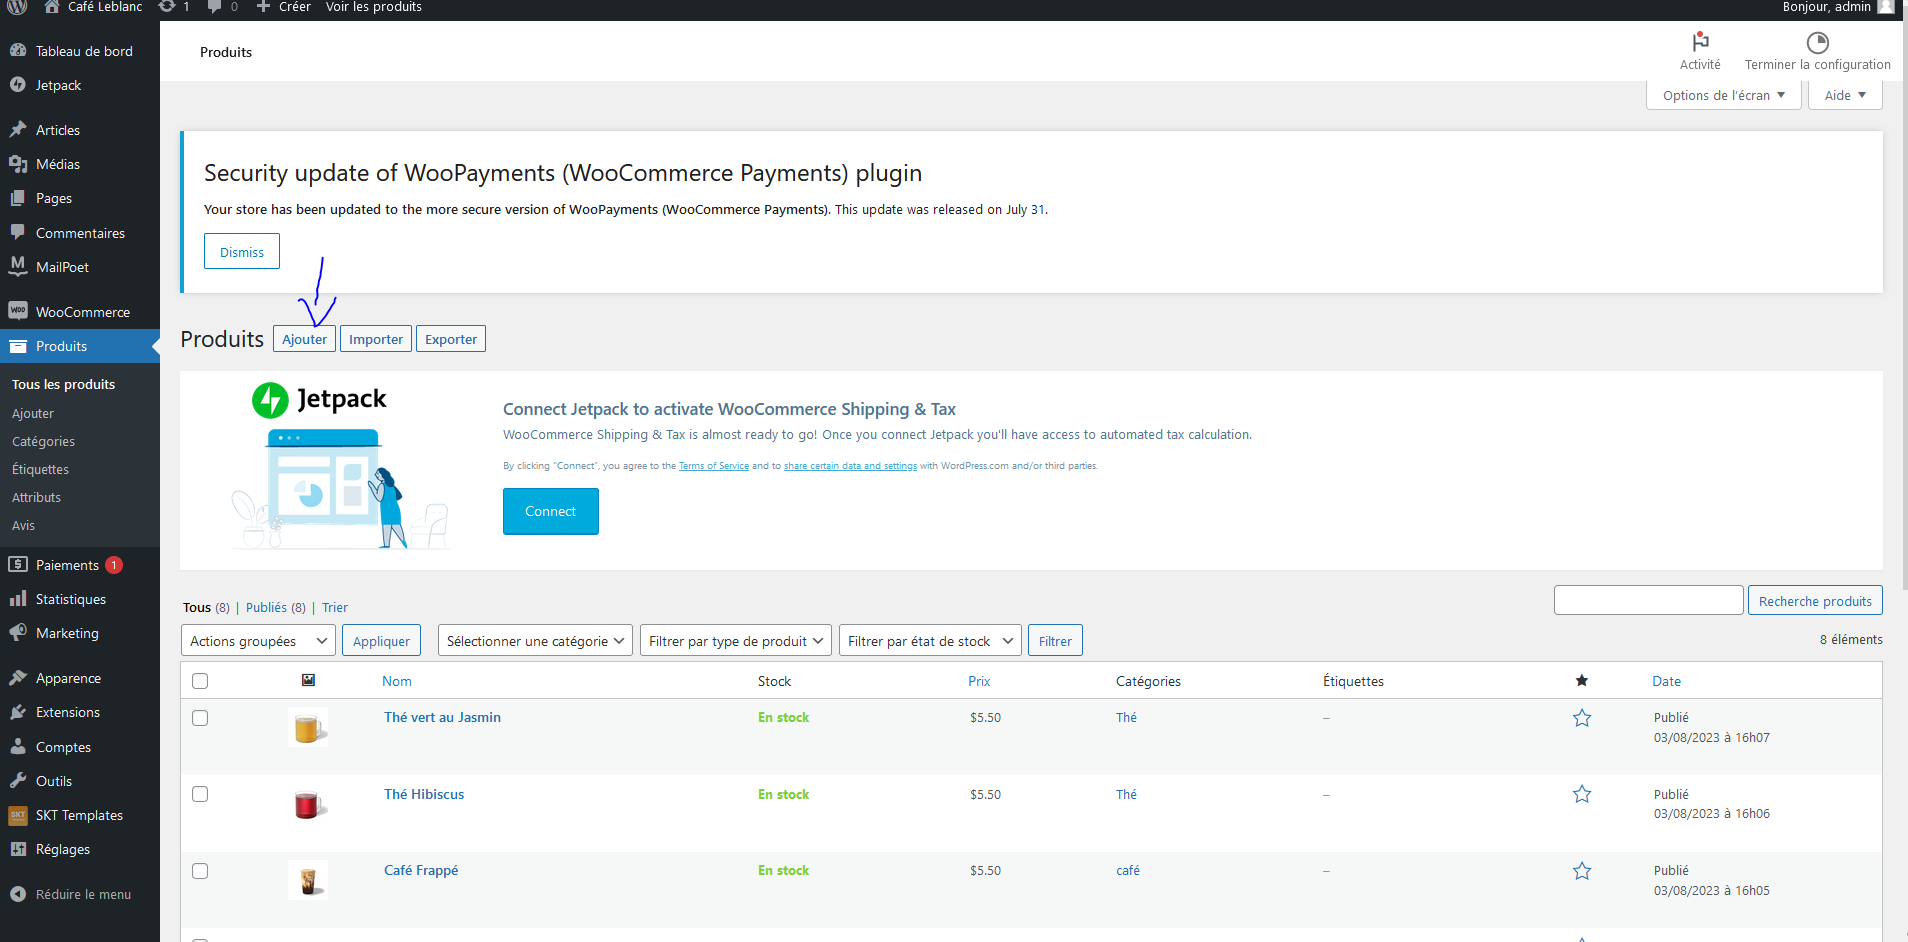 Café Leblanc 1 0 Créer Voir les produits Bonjour, admin
Tableau de bord
Jetpack
Articles
Médias
Pages
Commentaires
MailPoet
WooCommerce
Produits
Tous les produits
Ajouter
Catégories
Étiquettes
Attributs
Avis
Paiements 1
Statistiques
Marketing
Apparence
Extensions
Comptes
Outils
SKT SKT Templates
Réglages
Réduire le menu
Produits
Activité
Terminer la configuration
Options de l'écran
Aide
Security update of WooPayments (WooCommerce Payments) plugin
Your store has been updated to the more secure version of WooPayments (WooCommerce Payments). This update was released on July 31.
Dismiss
Produits Ajouter Importer Exporter
Jetpack
Connect Jetpack to activate WooCommerce Shipping & Tax
WooCommerce Shipping & Tax is almost ready to go! Once you connect Jetpack you'll have access to automated tax calculation.
By clicking "Connect", you agree to the Terms of Service and to share certain data and settings with WordPress.com and/or third parties.
Connect
Tous (8) | Publiés (8) | Trier
Recherche produits
Actions groupées Appliquer Sélectionner une catégorie Filtrer par type de produit Filtrer par état de stock Filtrer 8 éléments
Nom Stock Prix Catégories Étiquettes Date
Thé vert au Jasmin En stock $5.50 Thé – Publié
03/08/2023 à 16h07
Thé Hibiscus En stock $5.50 Thé – Publié
03/08/2023 à 16h06
Café Frappé En stock $5.50 café – Publié
03/08/2023 à 16h05